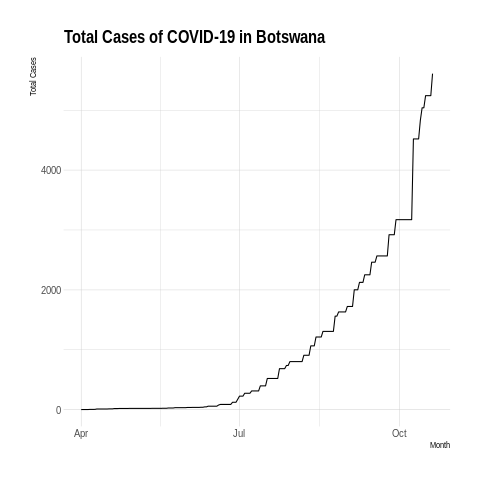 Total Cases of COVID-19 in Botswana
Total Cases
4000
2000
0
Apr
Jul
Oct
Month